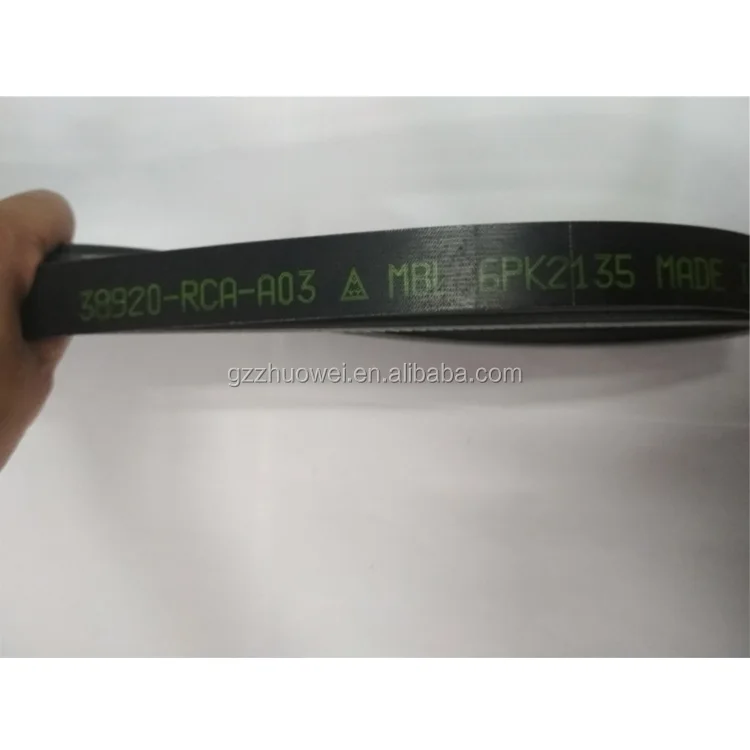 38920-RCA-A03 MBL 6PK2135 MADE
gzzhuowei.en.alibaba.com